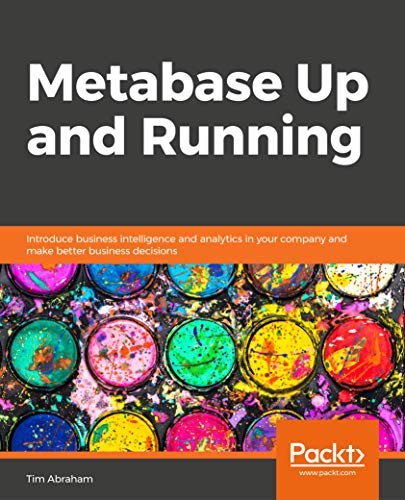 Metabase Up
and Running
Introduce business intelligence and analytics in your company and
make better business decisions
Packt>
www.packt.com
Tim Abraham